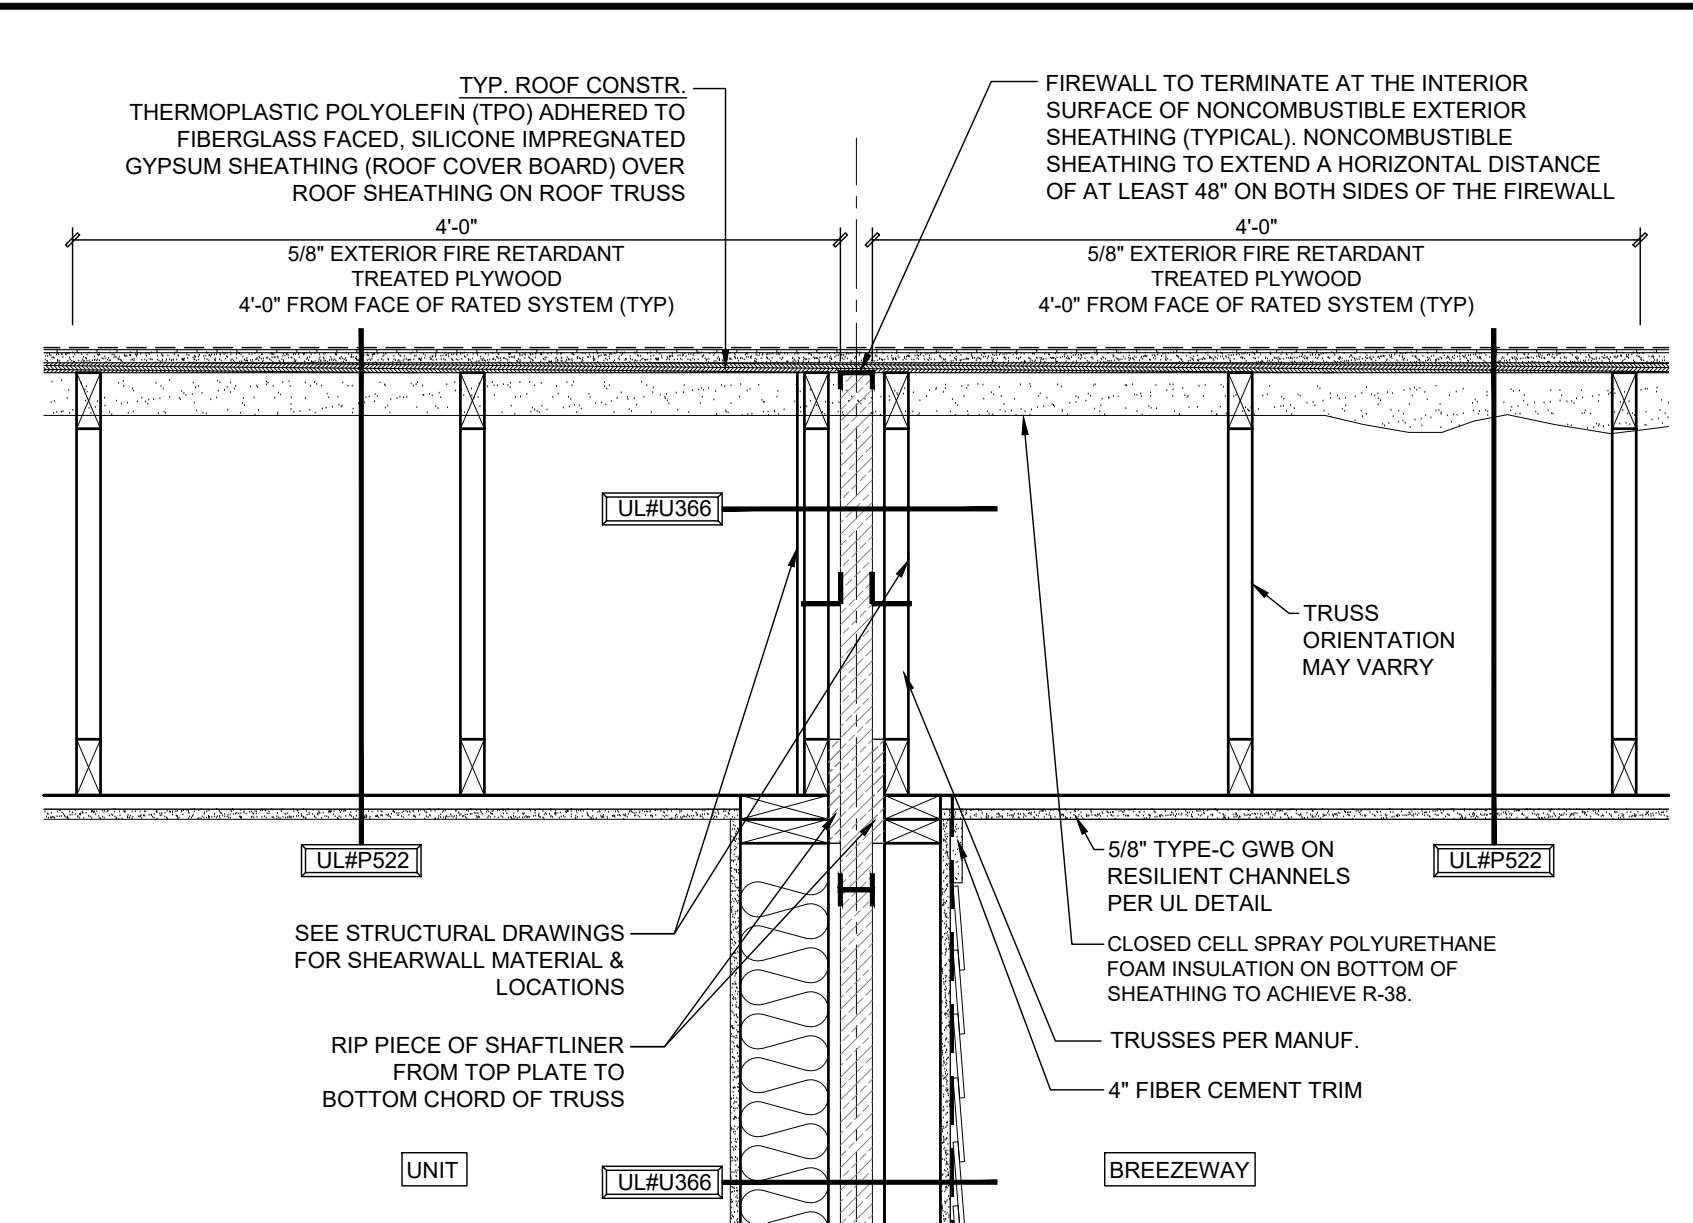 TYP. ROOF CONSTR.
THERMOPLASTIC POLYOLEFIN (TPO) ADHERED TO
FIBERGLASS FACED, SILICONE IMPREGNATED
GYPSUM SHEATHING (ROOF COVER BOARD) OVER
ROOF SHEATHING ON ROOF TRUSS
FIREWALL TO TERMINATE AT THE INTERIOR
SURFACE OF NONCOMBUSTIBLE EXTERIOR
SHEATHING (TYPICAL). NONCOMBUSTIBLE
SHEATHING TO EXTEND A HORIZONTAL DISTANCE
OF AT LEAST 48" ON BOTH SIDES OF THE FIREWALL
4'-0"
5/8" EXTERIOR FIRE RETARDANT
TREATED PLYWOOD
4'-0" FROM FACE OF RATED SYSTEM (TYP)
4'-0"
5/8" EXTERIOR FIRE RETARDANT
TREATED PLYWOOD
4'-0" FROM FACE OF RATED SYSTEM (TYP)
UL#U366
TRUSS
ORIENTATION
MAY VARRY
UL#P522
5/8" TYPE-C GWB ON
RESILIENT CHANNELS
PER UL DETAIL
UL#P522
SEE STRUCTURAL DRAWINGS
FOR SHEARWALL MATERIAL &
LOCATIONS
CLOSED CELL SPRAY POLYURETHANE
FOAM INSULATION ON BOTTOM OF
SHEATHING TO ACHIEVE R-38.
RIP PIECE OF SHAFTLINER
FROM TOP PLATE TO
BOTTOM CHORD OF TRUSS
TRUSSES PER MANUF.
4" FIBER CEMENT TRIM
UNIT
UL#U366
BREEZEWAY